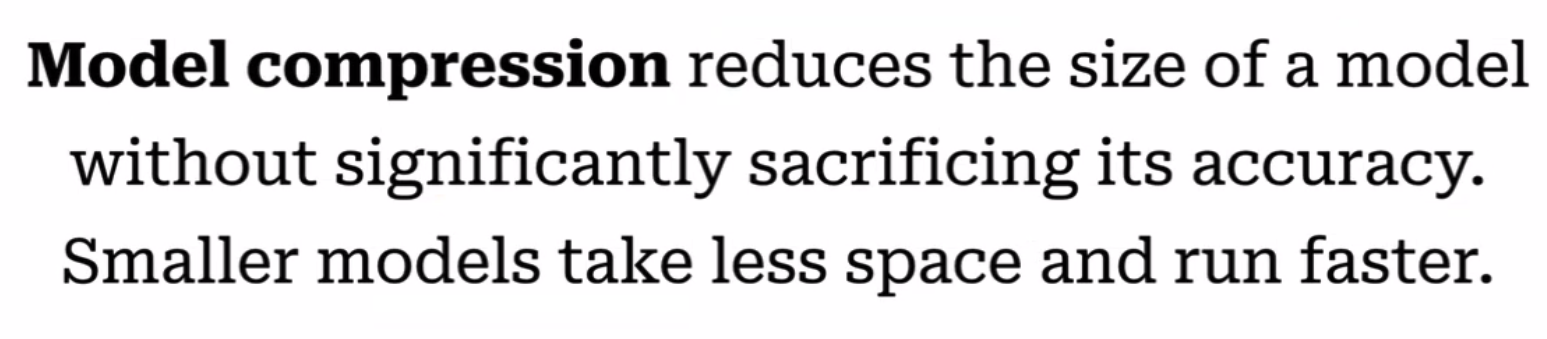 Model compression reduces the size of a model
without significantly sacrificing its accuracy.
Smaller models take less space and run faster.